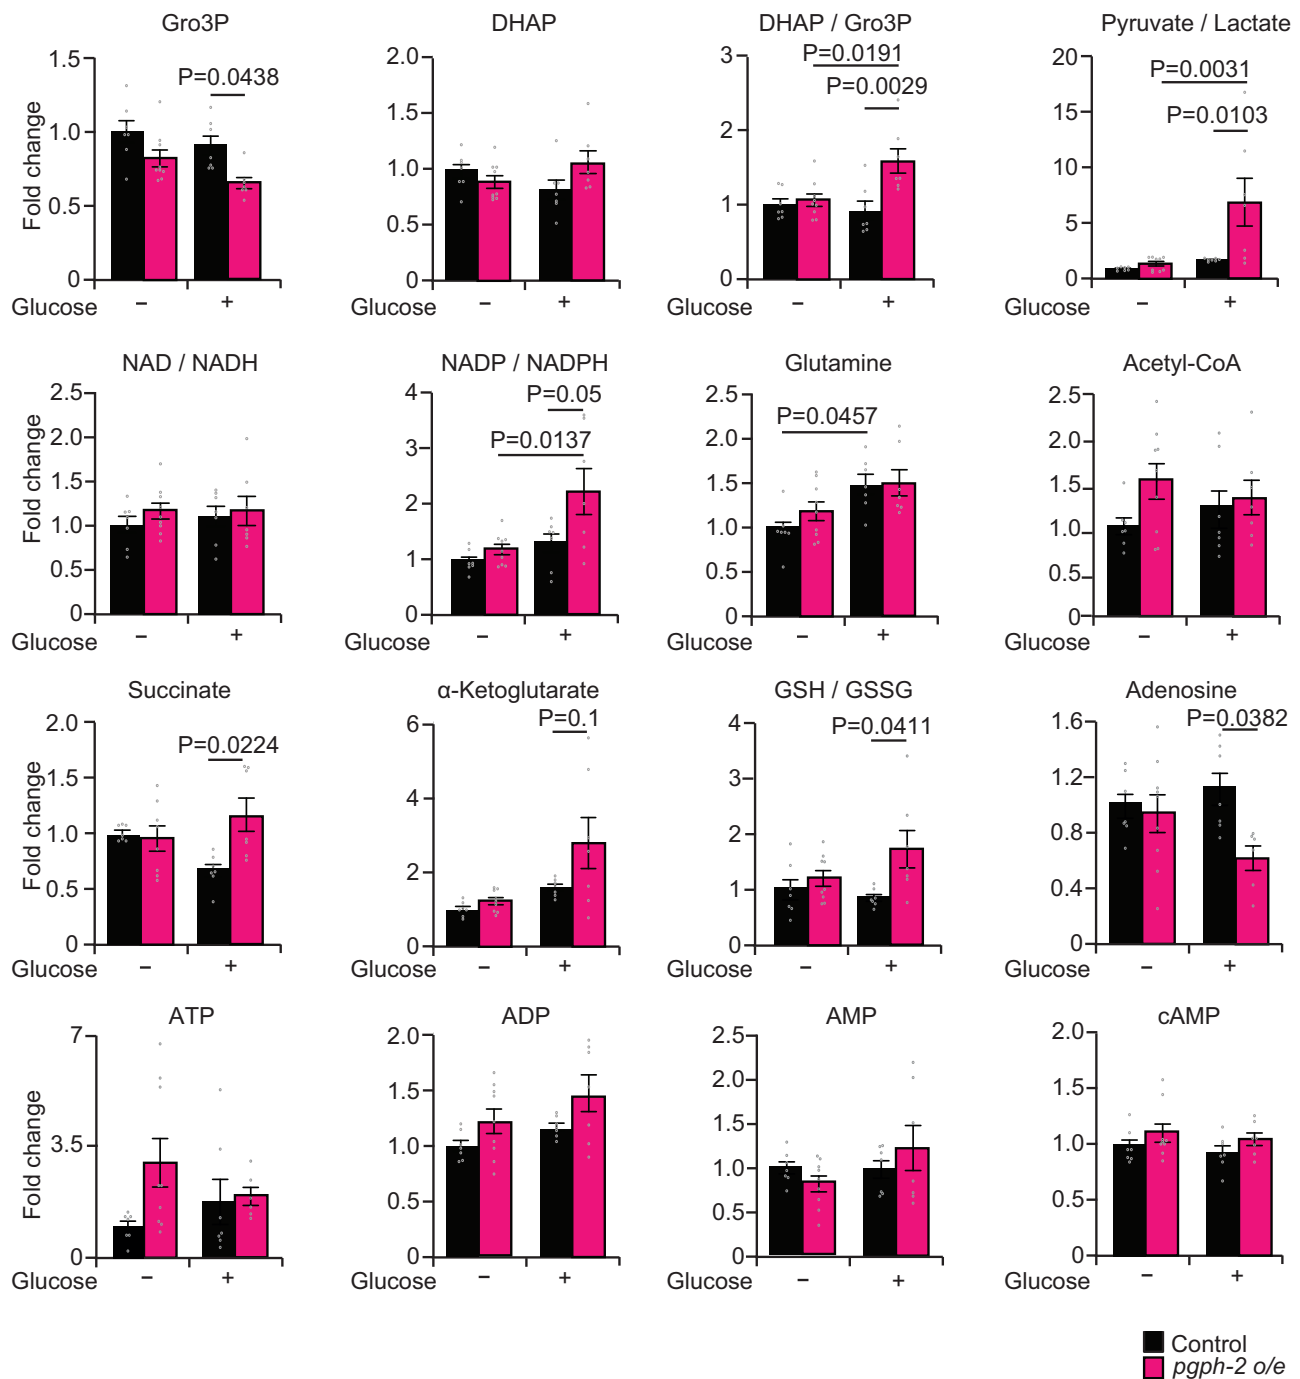 Gro3P
DHAP
DHAP / Gro3P
Pyruvate / Lactate
Fold change
1.5
1.0
0.5
0
P=0.0438
Glucose
−
+
2.0
1.5
1.0
0.5
0
Glucose
−
+
3
2
1
0
P=0.0191
P=0.0029
Glucose
−
+
20
15
10
5
0
P=0.0031
P=0.0103
Glucose
−
+
NAD / NADH
NADP / NADPH
Glutamine
Acetyl-CoA
Fold change
2.5
2.0
1.5
1.0
0.5
0
Glucose
−
+
4
3
2
1
0
P=0.05
P=0.0137
Glucose
−
+
2.5
2.0
1.5
1.0
0.5
0
P=0.0457
Glucose
−
+
2.5
2.0
1.5
1.0
0.5
0
Glucose
−
+
Succinate
α-Ketoglutarate
GSH / GSSG
Adenosine
Fold change
2.0
1.5
1.0
0.5
0
P=0.0224
Glucose
−
+
6
4
2
0
P=0.1
Glucose
−
+
4
3
2
1
0
P=0.0411
Glucose
−
+
1.6
1.2
0.8
0.4
0
P=0.0382
Glucose
−
+
ATP
ADP
AMP
cAMP
Fold change
7
3.5
0
Glucose
−
+
2.0
1.5
1.0
0.5
0
Glucose
−
+
2.5
2.0
1.5
1.0
0.5
0
Glucose
−
+
2.0
1.5
1.0
0.5
0
Glucose
−
+
Control
pgph-2 o/e